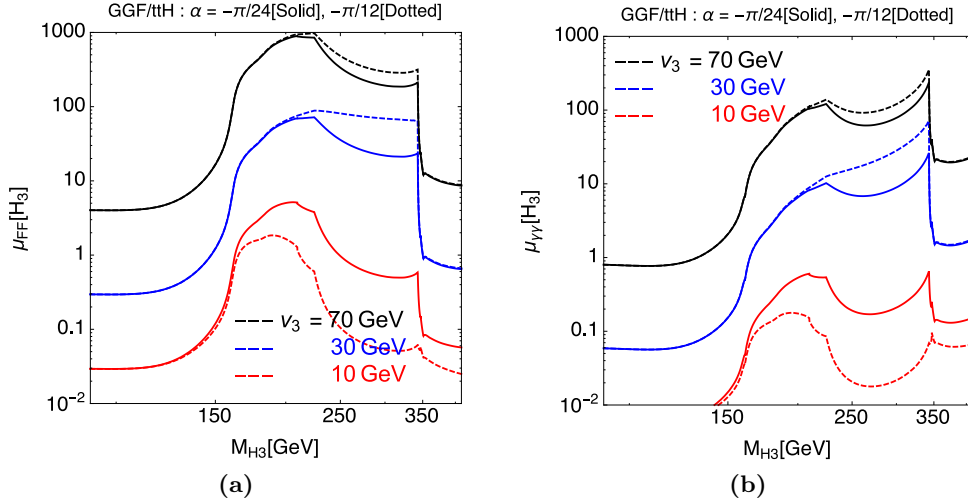 GGF/ttH : α = −π/24[Solid], −π/12[Dotted]
1000
100
10
1
0.1
10⁻²
μFF[H₃]
v₃ = 70 GeV
30 GeV
10 GeV
150
250
350
M_H3[GeV]
(a)
GGF/ttH : α = −π/24[Solid], −π/12[Dotted]
1000
100
10
1
0.1
10⁻²
μγγ[H₃]
v₃ = 70 GeV
30 GeV
10 GeV
150
250
350
M_H3[GeV]
(b)